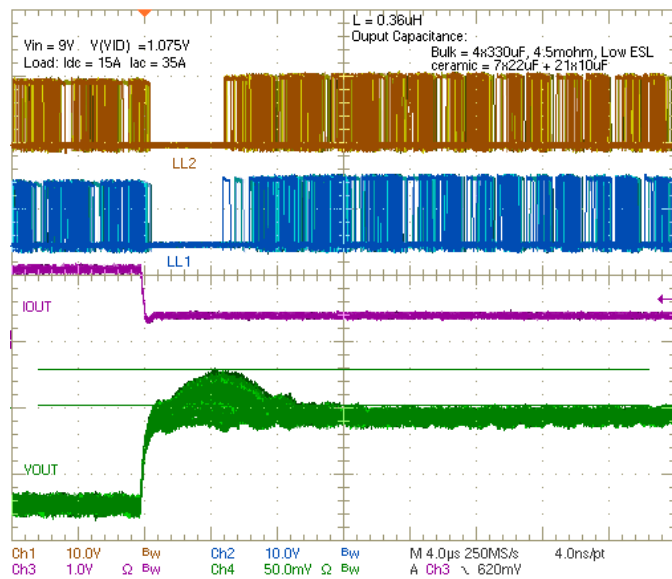 Vin = 9V V(VID) =1.075V
Load: Idc = 15A Iac = 35A
L = 0.36uH
Ouput Capacitance:
Bulk = 4x330uF, 4.5mohm, Low ESL
ceramic = 7x22uF + 21x10uF
LL2
LL1
IOUT
VOUT
Ch1 10.0V Bw Ch2 10.0V Bw M 4.0µs 250MS/s 4.0ns/pt
Ch3 1.0V Ω Bw Ch4 50.0mV Ω Bw A Ch3 ∖ 620mV